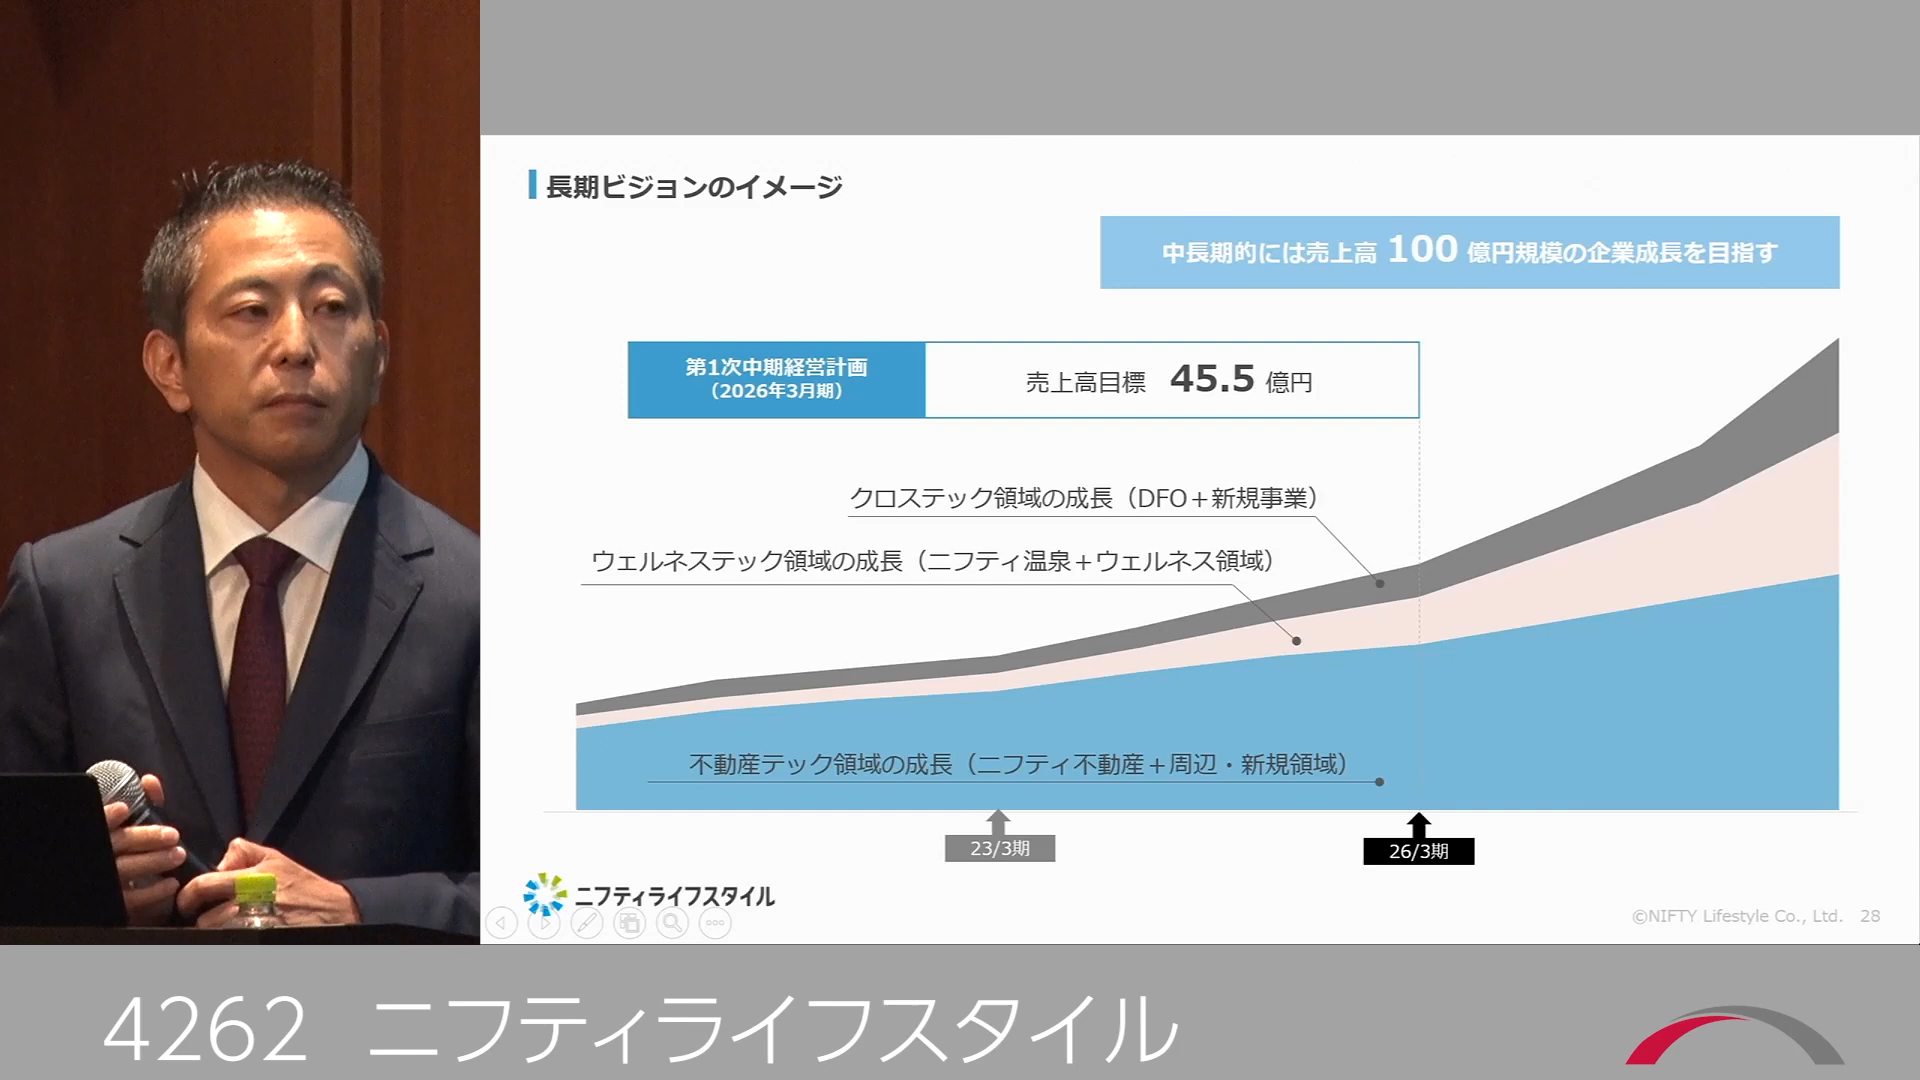 長期ビジョンのイメージ
中長期的には売上高 100 億円規模の企業成長を目指す
第1次中期経営計画
（2026年3月期）
売上高目標 45.5 億円
クロステック領域の成長（DFO＋新規事業）
ウェルネステック領域の成長（ニフティ温泉＋ウェルネス領域）
不動産テック領域の成長（ニフティ不動産＋周辺・新規領域）
23/3期
26/3期
ニフティライフスタイル
©NIFTY Lifestyle Co., Ltd. 28
4262 ニフティライフスタイル